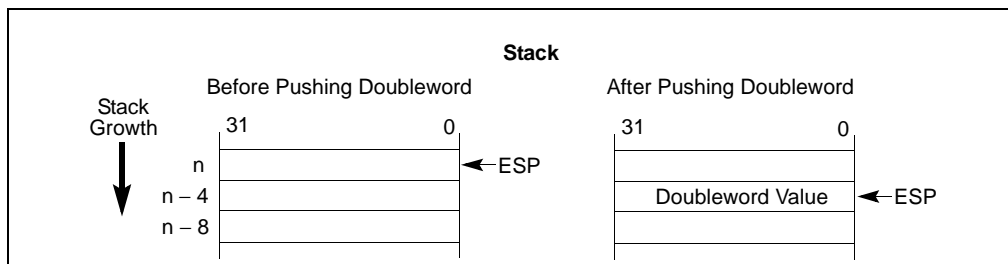 Stack
Before Pushing Doubleword
After Pushing Doubleword
Stack
Growth
31
0
31
0
n
ESP
n – 4
Doubleword Value
ESP
n – 8